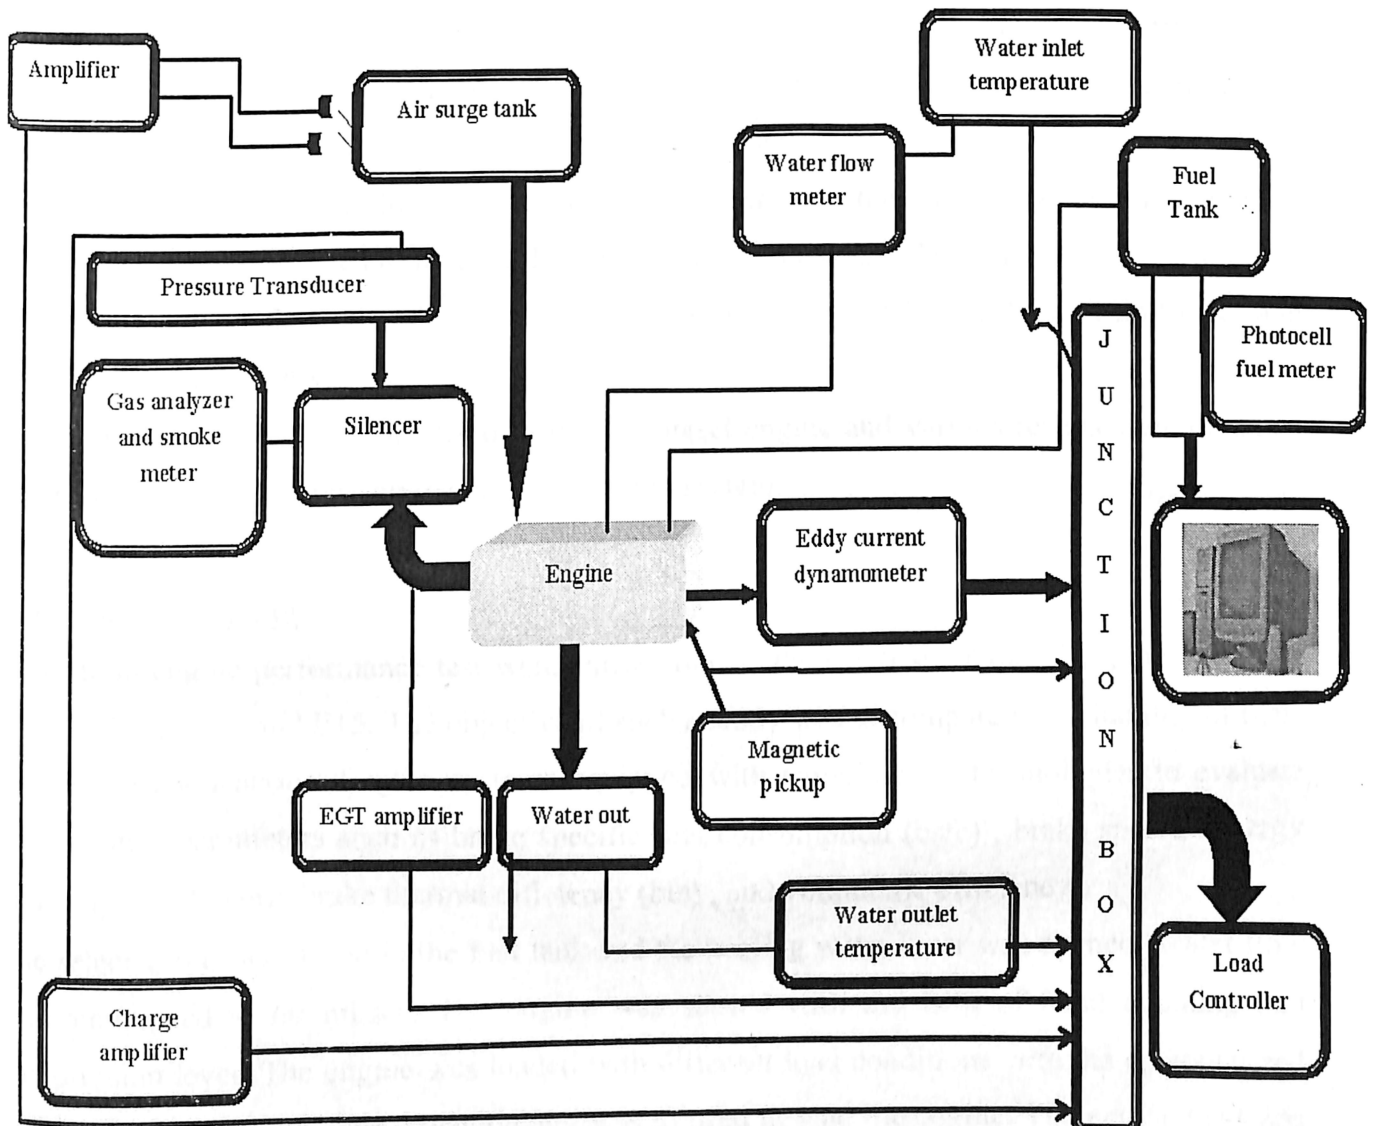 Amplifier
Air surge tank
Water inlet
temperature
Water flow
meter
Fuel
Tank
Pressure Transducer
Photocell
fuel meter
Gas analyzer
and smoke
meter
Silencer
Engine
Eddy current
dynamometer
J
U
N
C
T
I
O
N
B
O
X
Magnetic
pickup
EGT amplifier
Water out
Water outlet
temperature
Load
Controller
Charge
amplifier